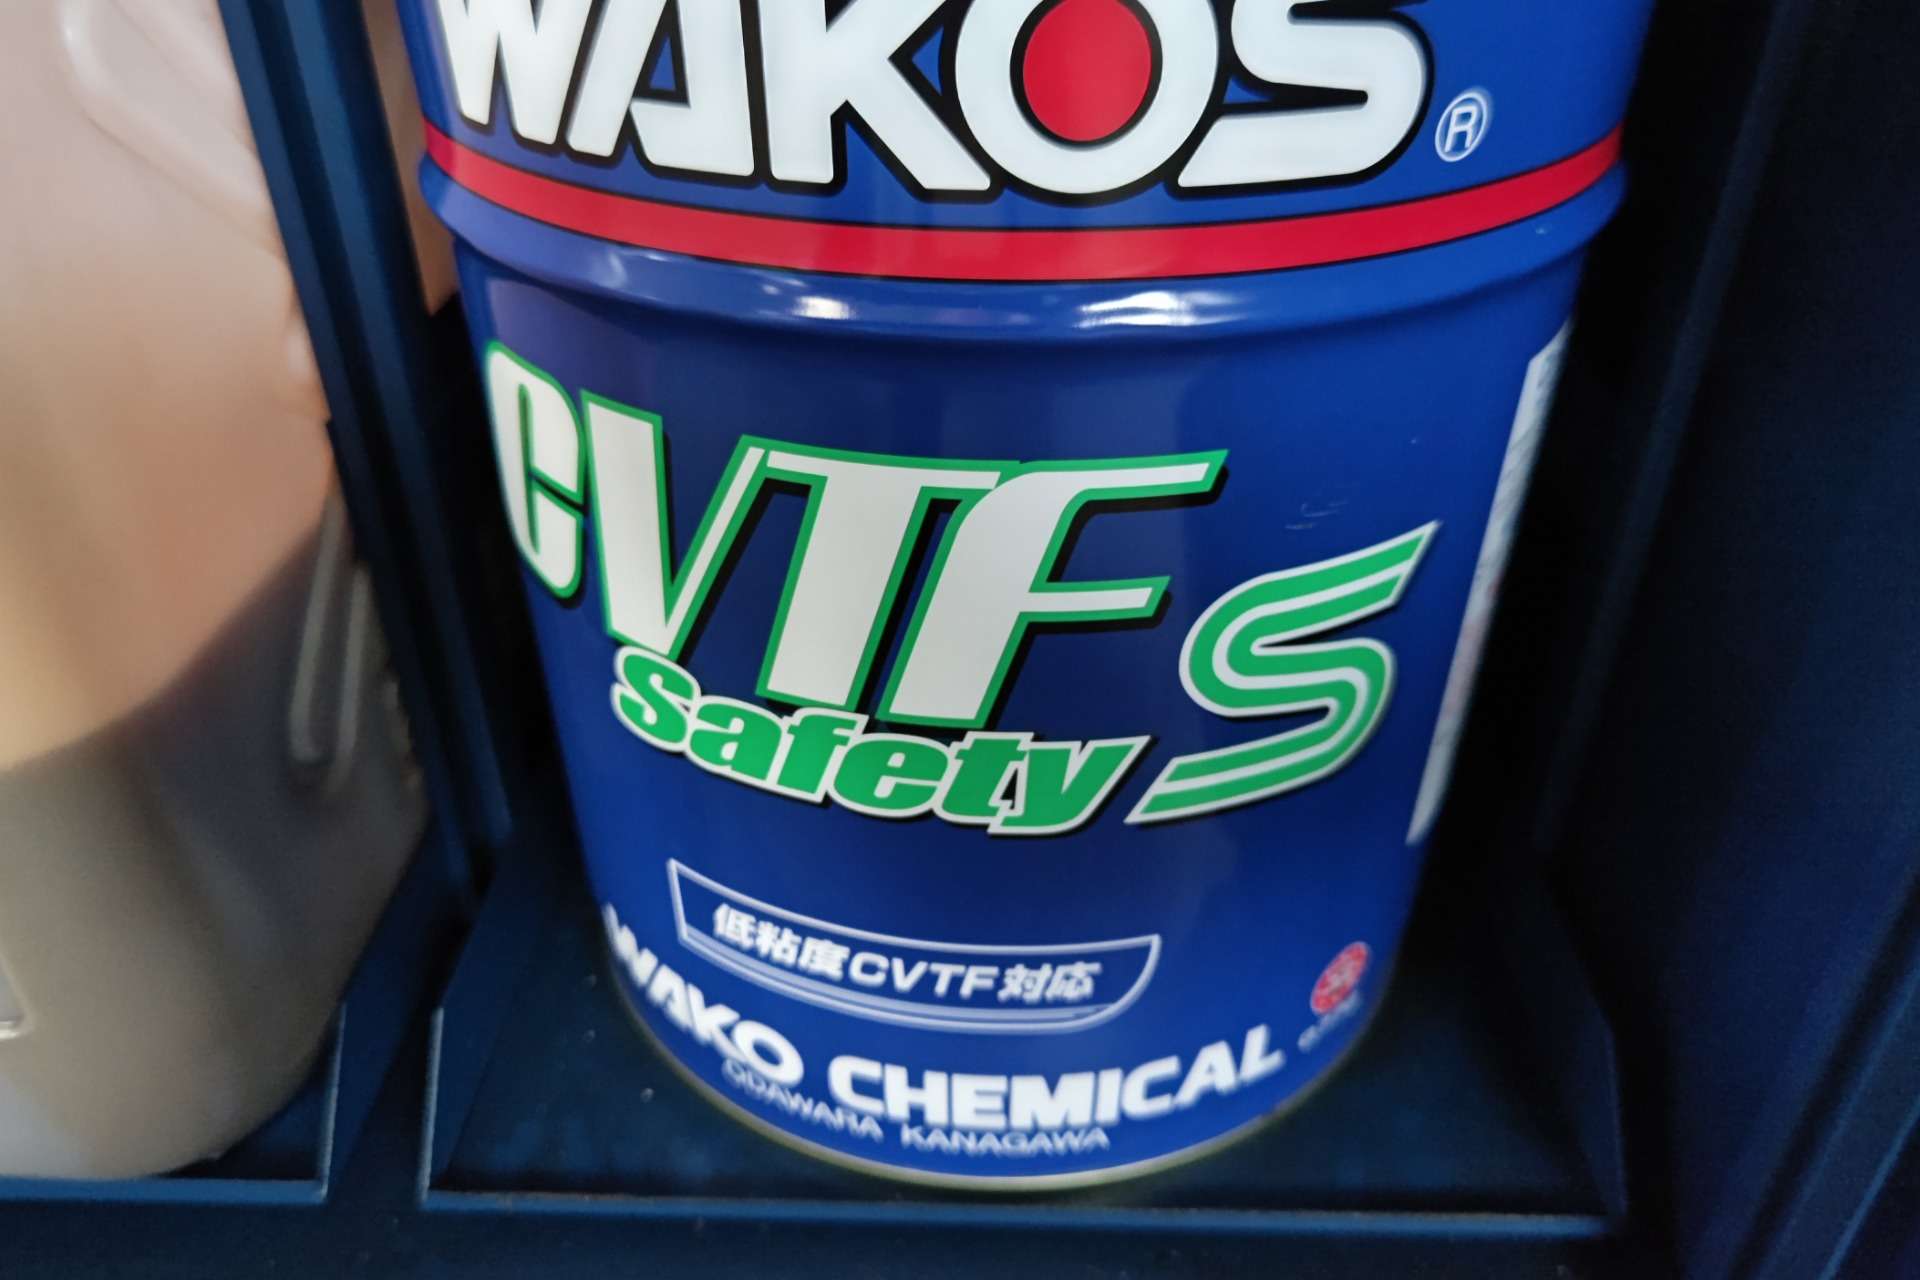 WAKOS ®
CVTF S
Safety
低粘度CVTF対応
WAKO CHEMICAL
ODAWARA KANAGAWA